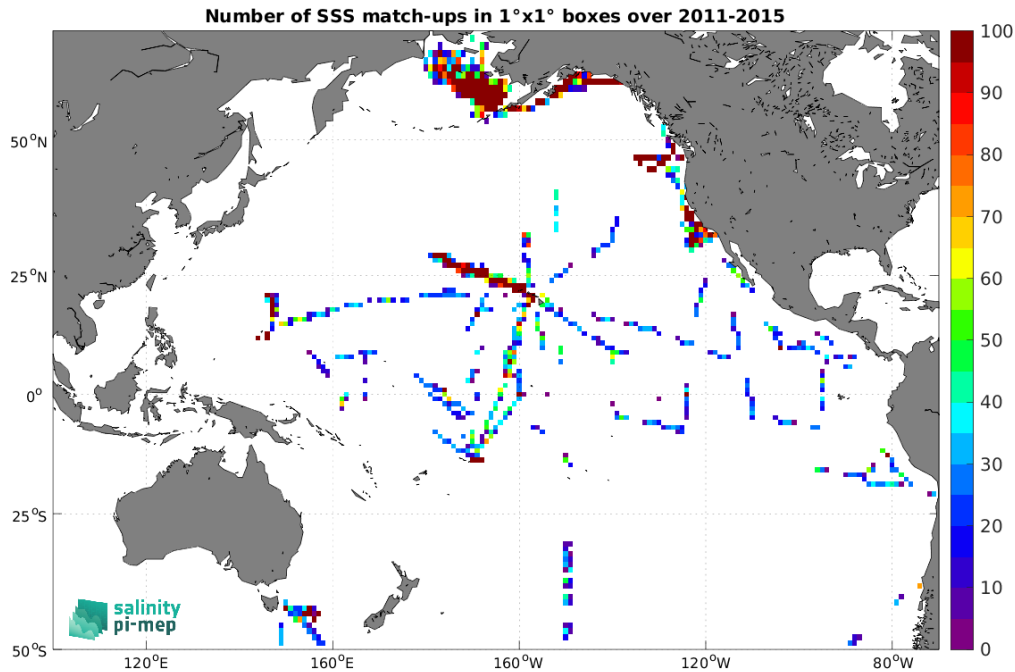 Number of SSS match-ups in 1°x1° boxes over 2011-2015
100
90
80
70
60
50
40
30
20
10
0
50°N
25°N
0°
25°S
50°S
120°E
160°E
160°W
120°W
80°W
salinity
pi-mep